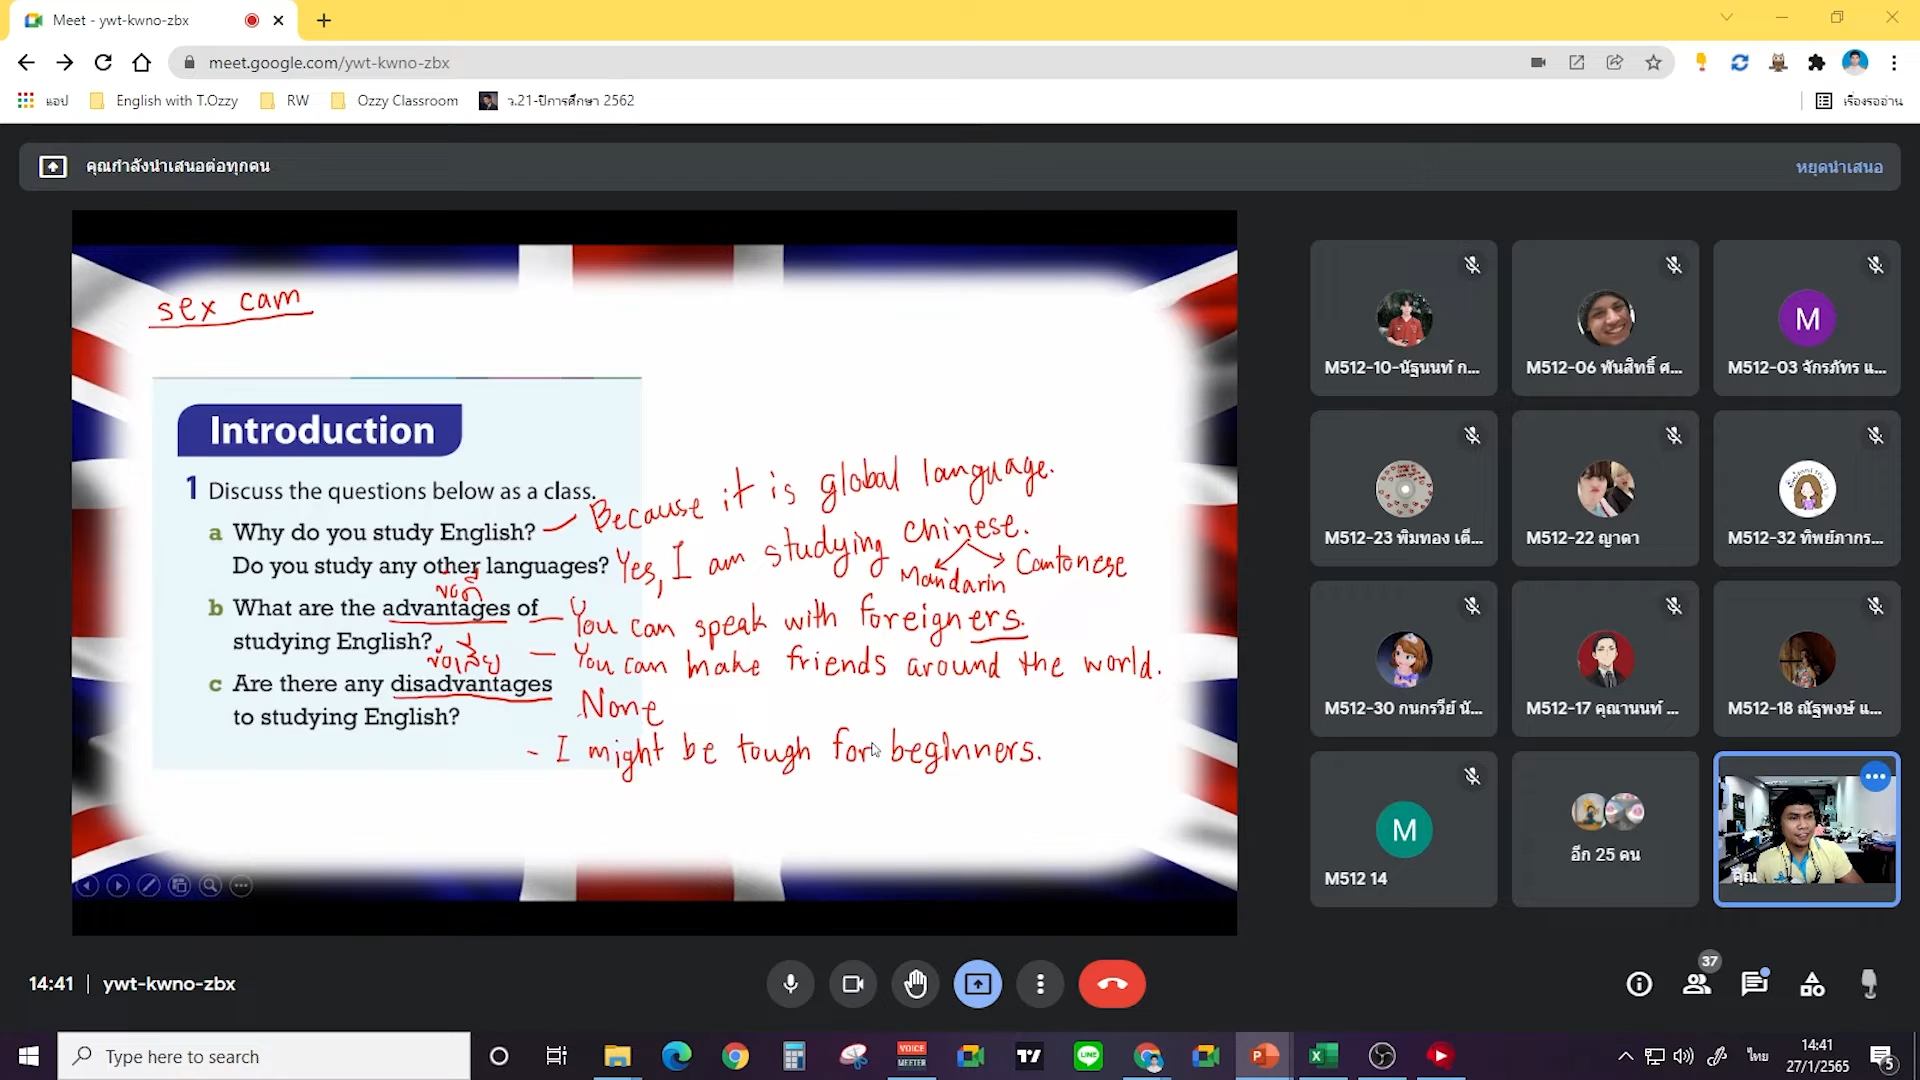 Meet - ywt-kwno-zbx
meet.google.com/ywt-kwno-zbx
แอป English with T.Ozzy RW Ozzy Classroom ว.21-ปีการศึกษา 2562 เรื่องรออ่าน
คุณกำลังนำเสนอต่อทุกคน หยุดนำเสนอ
sex cam
Introduction
1 Discuss the questions below as a class.
a Why do you study English? Because it is global language.
Do you study any other languages? Yes, I am studying chinese.
Mandarin Cantonese
ข้อดี
b What are the advantages of You can speak with foreigners.
studying English?
ข้อเสีย You can make friends around the world.
c Are there any disadvantages None
to studying English?
- I might be tough for beginners.
M512-10-นัฐนนท์ ก... M512-06 พันสิทธิ์ ศ... M512-03 จักรภัทร แ...
M512-23 พิมทอง เตี... M512-22 ญาดา M512-32 ทิพย์ภากร...
M512-30 กนกรวีย์ นั... M512-17 คุณานนท์ ... M512-18 ณัฐพงษ์ แ...
M512 14 อีก 25 คน คุณ
M
M
14:41 ywt-kwno-zbx 37
Type here to search
VOICE
MEETER
LINE
ไทย 14:41
27/1/2565 5